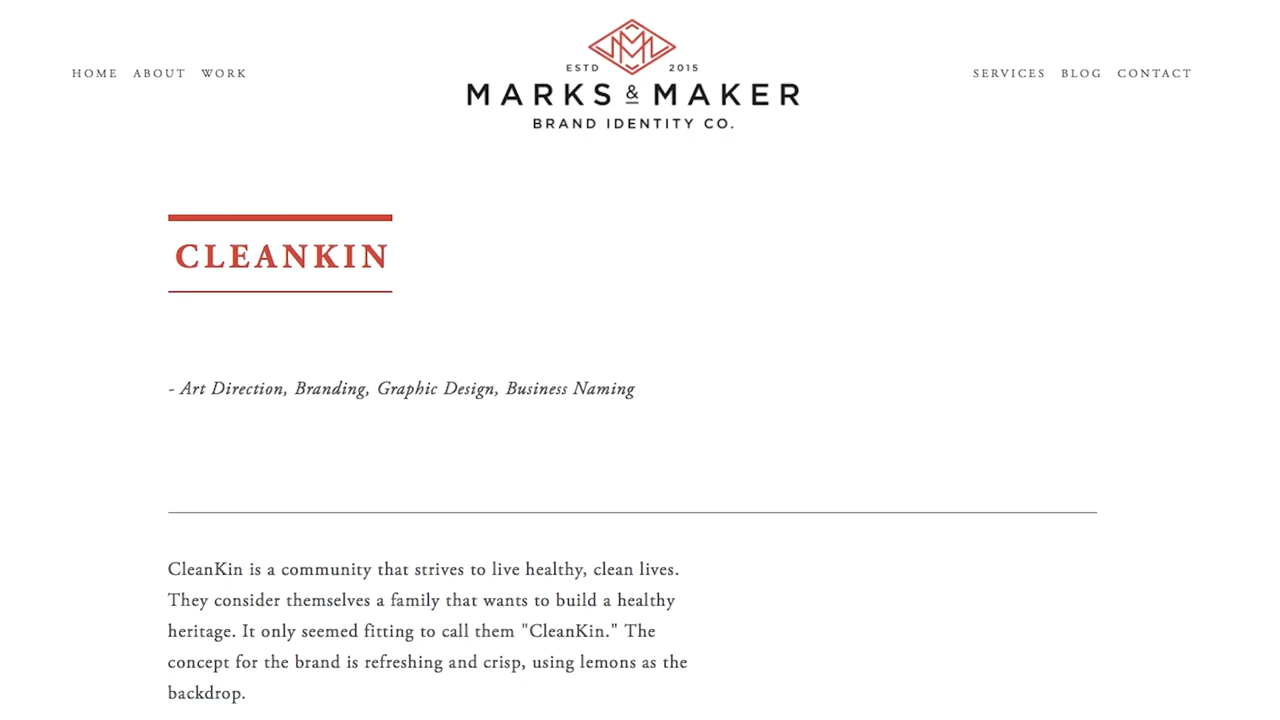 HOME ABOUT WORK
ESTD 2015
MARKS & MAKER
BRAND IDENTITY CO.
SERVICES BLOG CONTACT
CLEANKIN
- Art Direction, Branding, Graphic Design, Business Naming
CleanKin is a community that strives to live healthy, clean lives.
They consider themselves a family that wants to build a healthy
heritage. It only seemed fitting to call them "CleanKin." The
concept for the brand is refreshing and crisp, using lemons as the
backdrop.